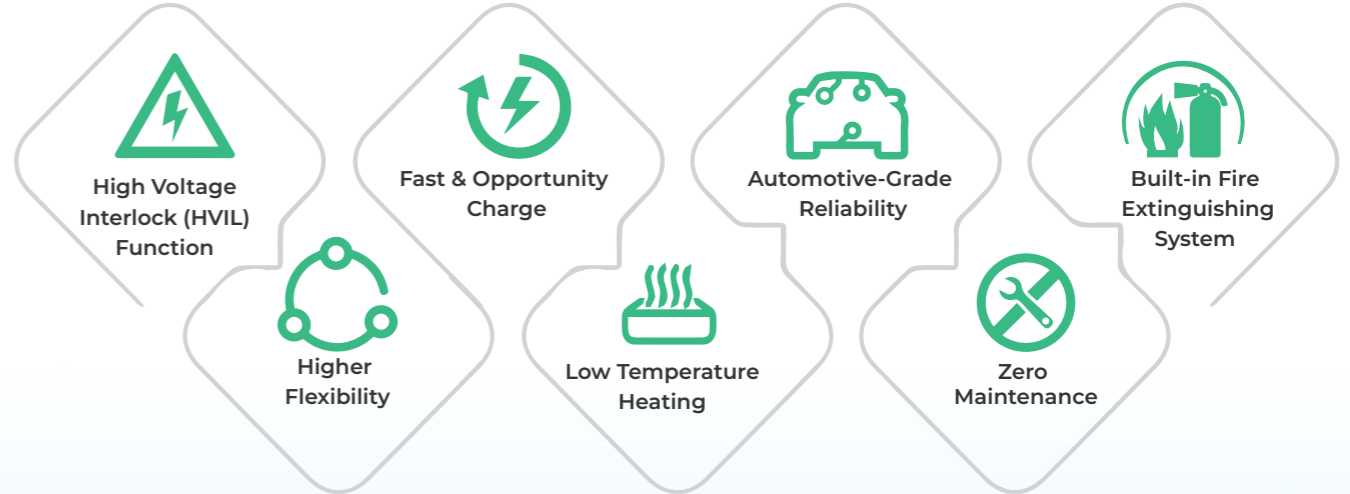 High Voltage
Interlock (HVIL)
Function
Fast & Opportunity
Charge
Automotive-Grade
Reliability
Built-in Fire
Extinguishing
System
Higher
Flexibility
Low Temperature
Heating
Zero
Maintenance